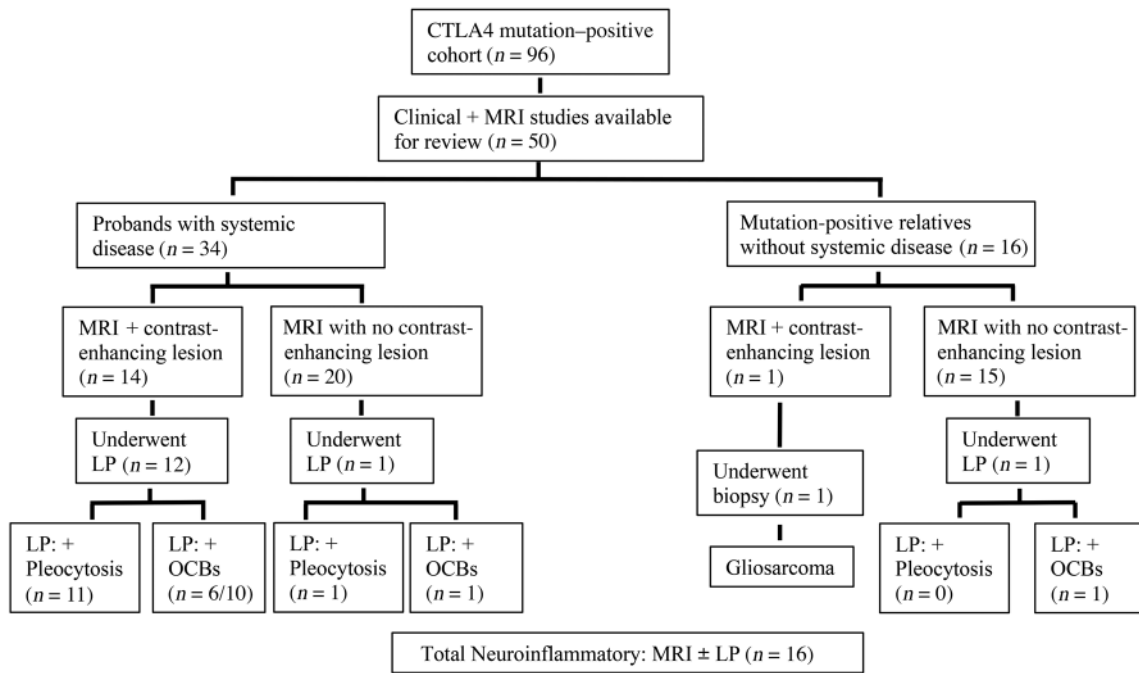 CTLA4 mutation–positive
cohort (n = 96)
Clinical + MRI studies available
for review (n = 50)
Probands with systemic
disease (n = 34)
Mutation-positive relatives
without systemic disease (n = 16)
MRI + contrast-
enhancing lesion
(n = 14)
MRI with no contrast-
enhancing lesion
(n = 20)
MRI + contrast-
enhancing lesion
(n = 1)
MRI with no contrast-
enhancing lesion
(n = 15)
Underwent
LP (n = 12)
Underwent
LP (n = 1)
Underwent
biopsy (n = 1)
Underwent
LP (n = 1)
LP: +
Pleocytosis
(n = 11)
LP: +
OCBs
(n = 6/10)
LP: +
Pleocytosis
(n = 1)
LP: +
OCBs
(n = 1)
Gliosarcoma
LP: +
Pleocytosis
(n = 0)
LP: +
OCBs
(n = 1)
Total Neuroinflammatory: MRI ± LP (n = 16)